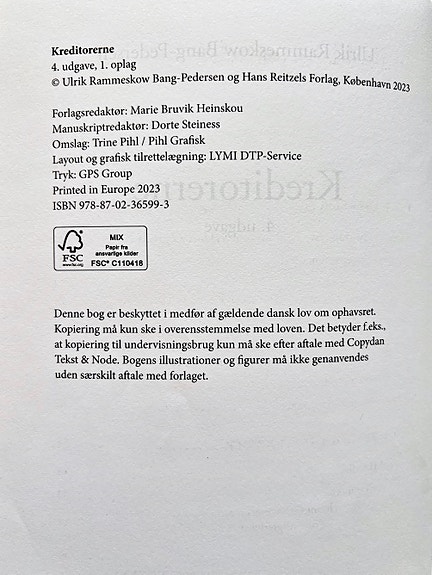 Kreditorerne
4. udgave, 1. oplag
© Ulrik Rammeskow Bang-Pedersen og Hans Reitzels Forlag, København 2023
Forlagsredaktør: Marie Bruvik Heinskou
Manuskriptredaktør: Dorte Steiness
Omslag: Trine Pihl / Pihl Grafisk
Layout og grafisk tilrettelægning: LYMI DTP-Service
Tryk: GPS Group
Printed in Europe 2023
ISBN 978-87-02-36599-3
FSC
www.fsc.org
MIX
Papir fra
ansvarlige kilder
FSC® C110418
Denne bog er beskyttet i medfør af gældende dansk lov om ophavsret.
Kopiering må kun ske i overensstemmelse med loven. Det betyder f.eks.,
at kopiering til undervisningsbrug kun må ske efter aftale med Copydan
Tekst & Node. Bogens illustrationer og figurer må ikke genanvendes
uden særskilt aftale med forlaget.